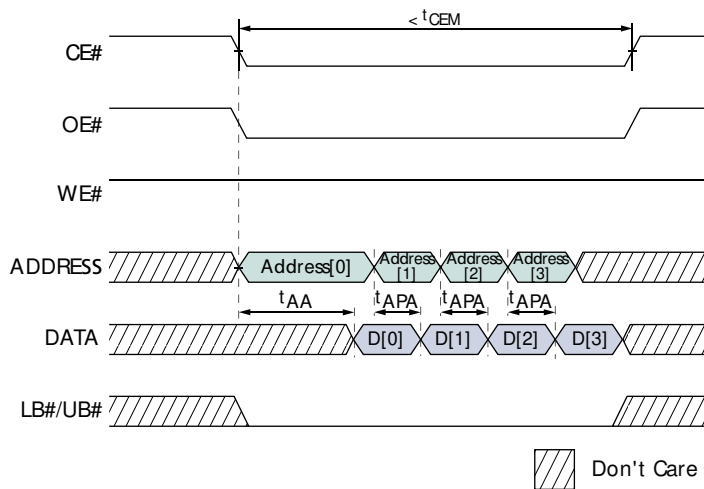 < tCEM
CE#
OE#
WE#
ADDRESS
Address[0]
Address
[1]
Address
[2]
Address
[3]
tAA
tAPA
tAPA
tAPA
DATA
D[0]
D[1]
D[2]
D[3]
LB#/UB#
Don't Care